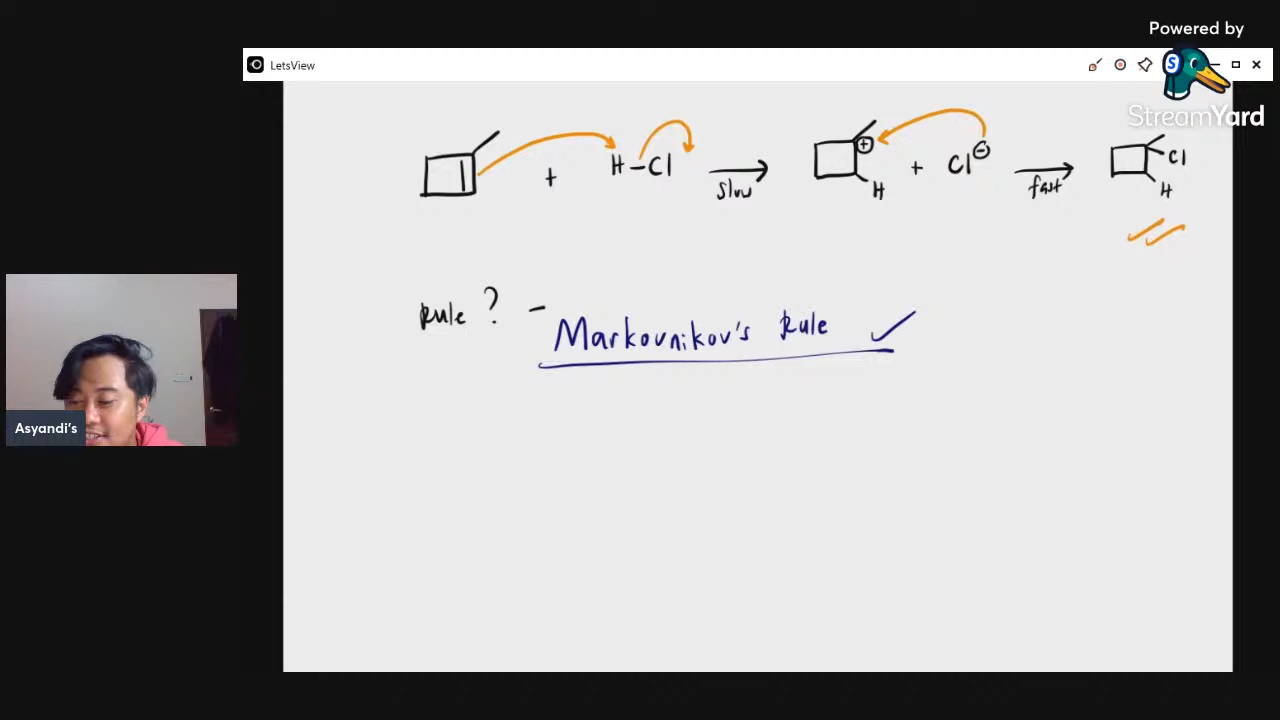 Powered by
LetsView
StreamYard
+ H – Cl → slow ⊕ H + Cl⊖ → fast Cl H
Rule ? – Markovnikov's Rule ✓
Asyandi's